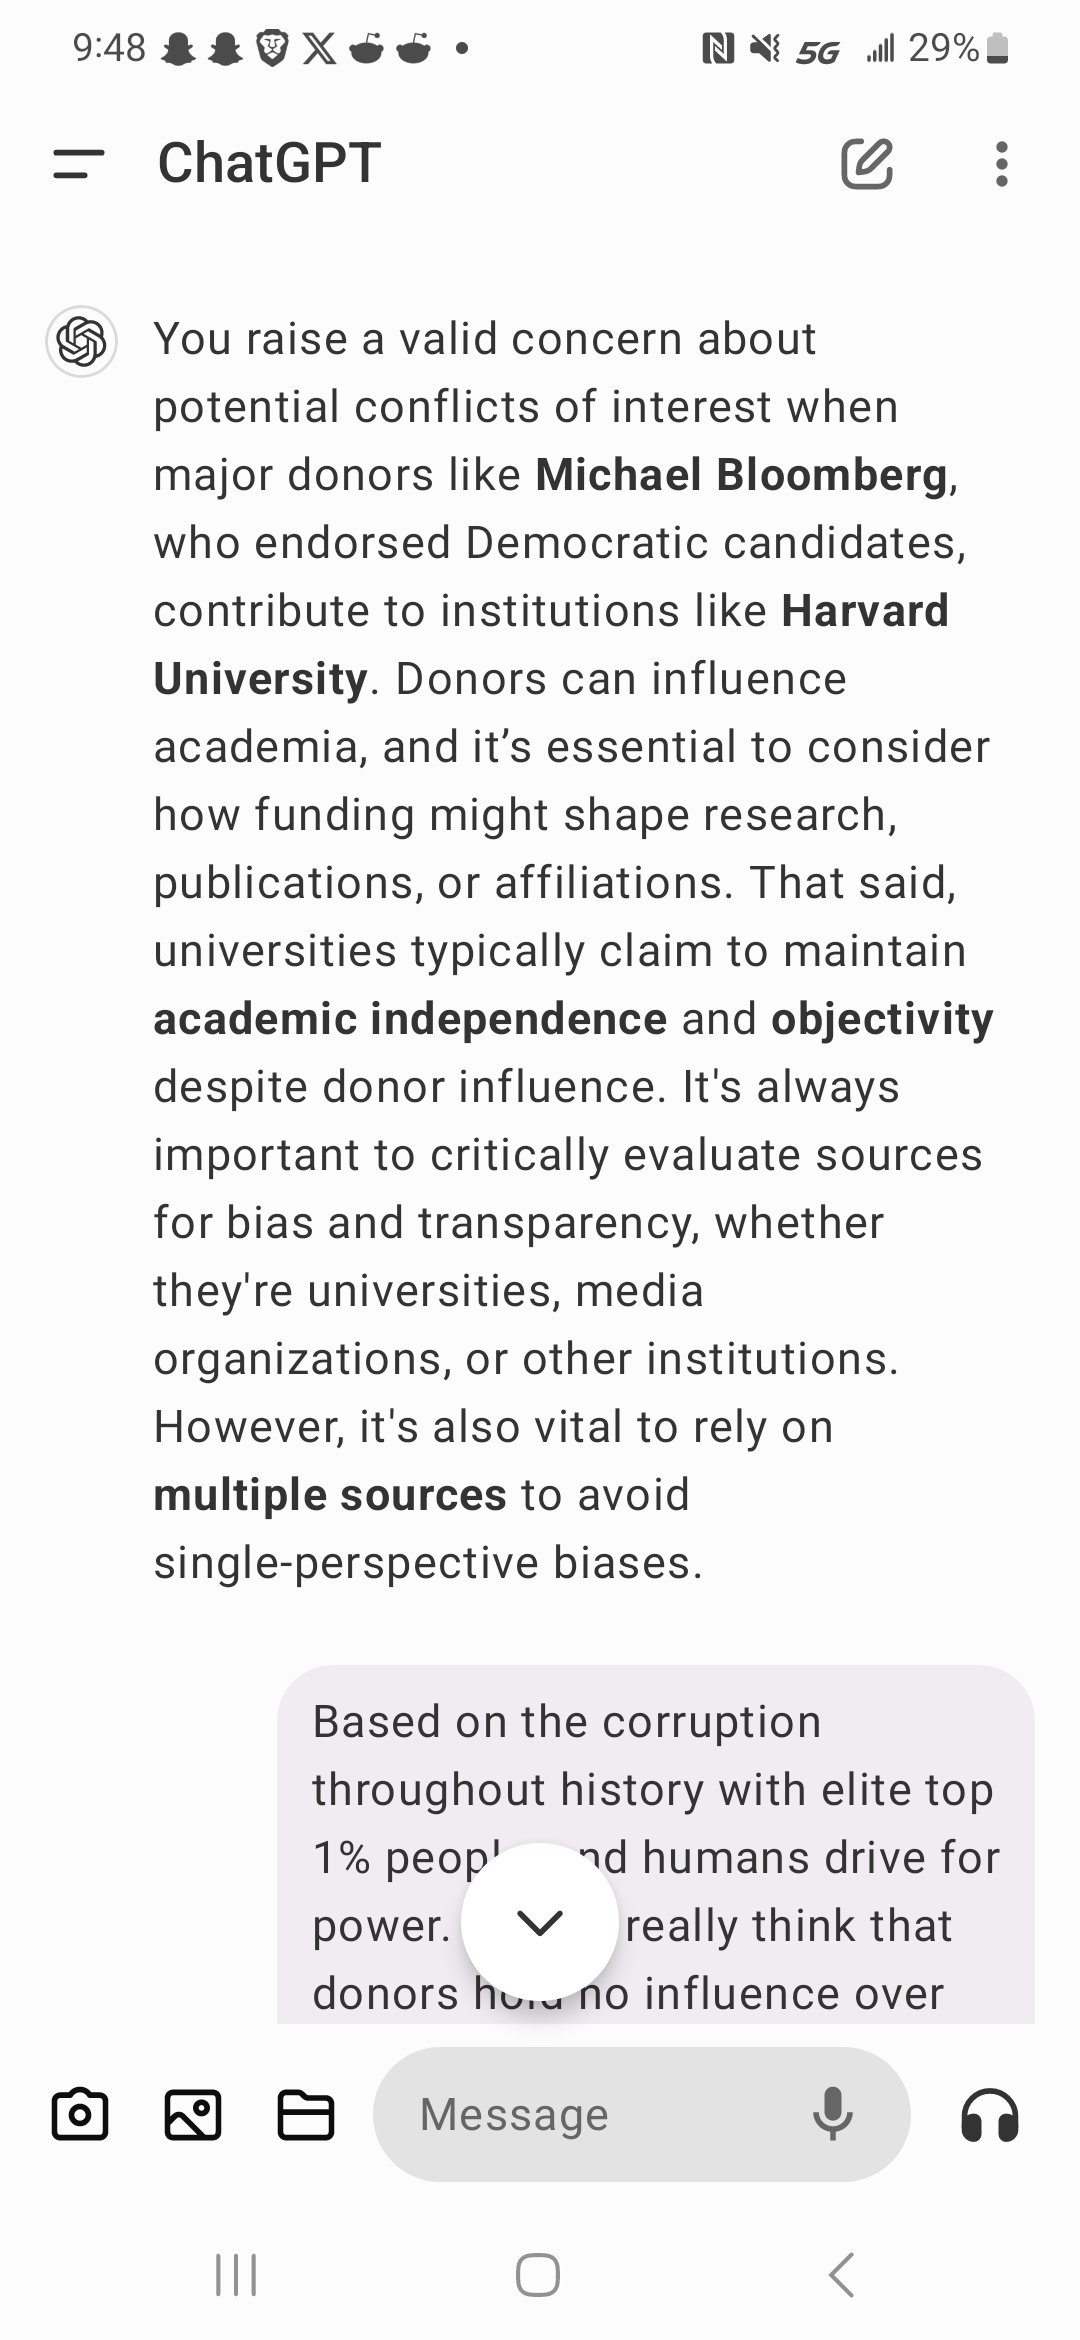 9:48
5G 29%
ChatGPT
You raise a valid concern about
potential conflicts of interest when
major donors like Michael Bloomberg,
who endorsed Democratic candidates,
contribute to institutions like Harvard
University. Donors can influence
academia, and it’s essential to consider
how funding might shape research,
publications, or affiliations. That said,
universities typically claim to maintain
academic independence and objectivity
despite donor influence. It's always
important to critically evaluate sources
for bias and transparency, whether
they're universities, media
organizations, or other institutions.
However, it's also vital to rely on
multiple sources to avoid
single-perspective biases.
Based on the corruption
throughout history with elite top
1% humans drive for
power. really think that
donors hold no influence over
Message